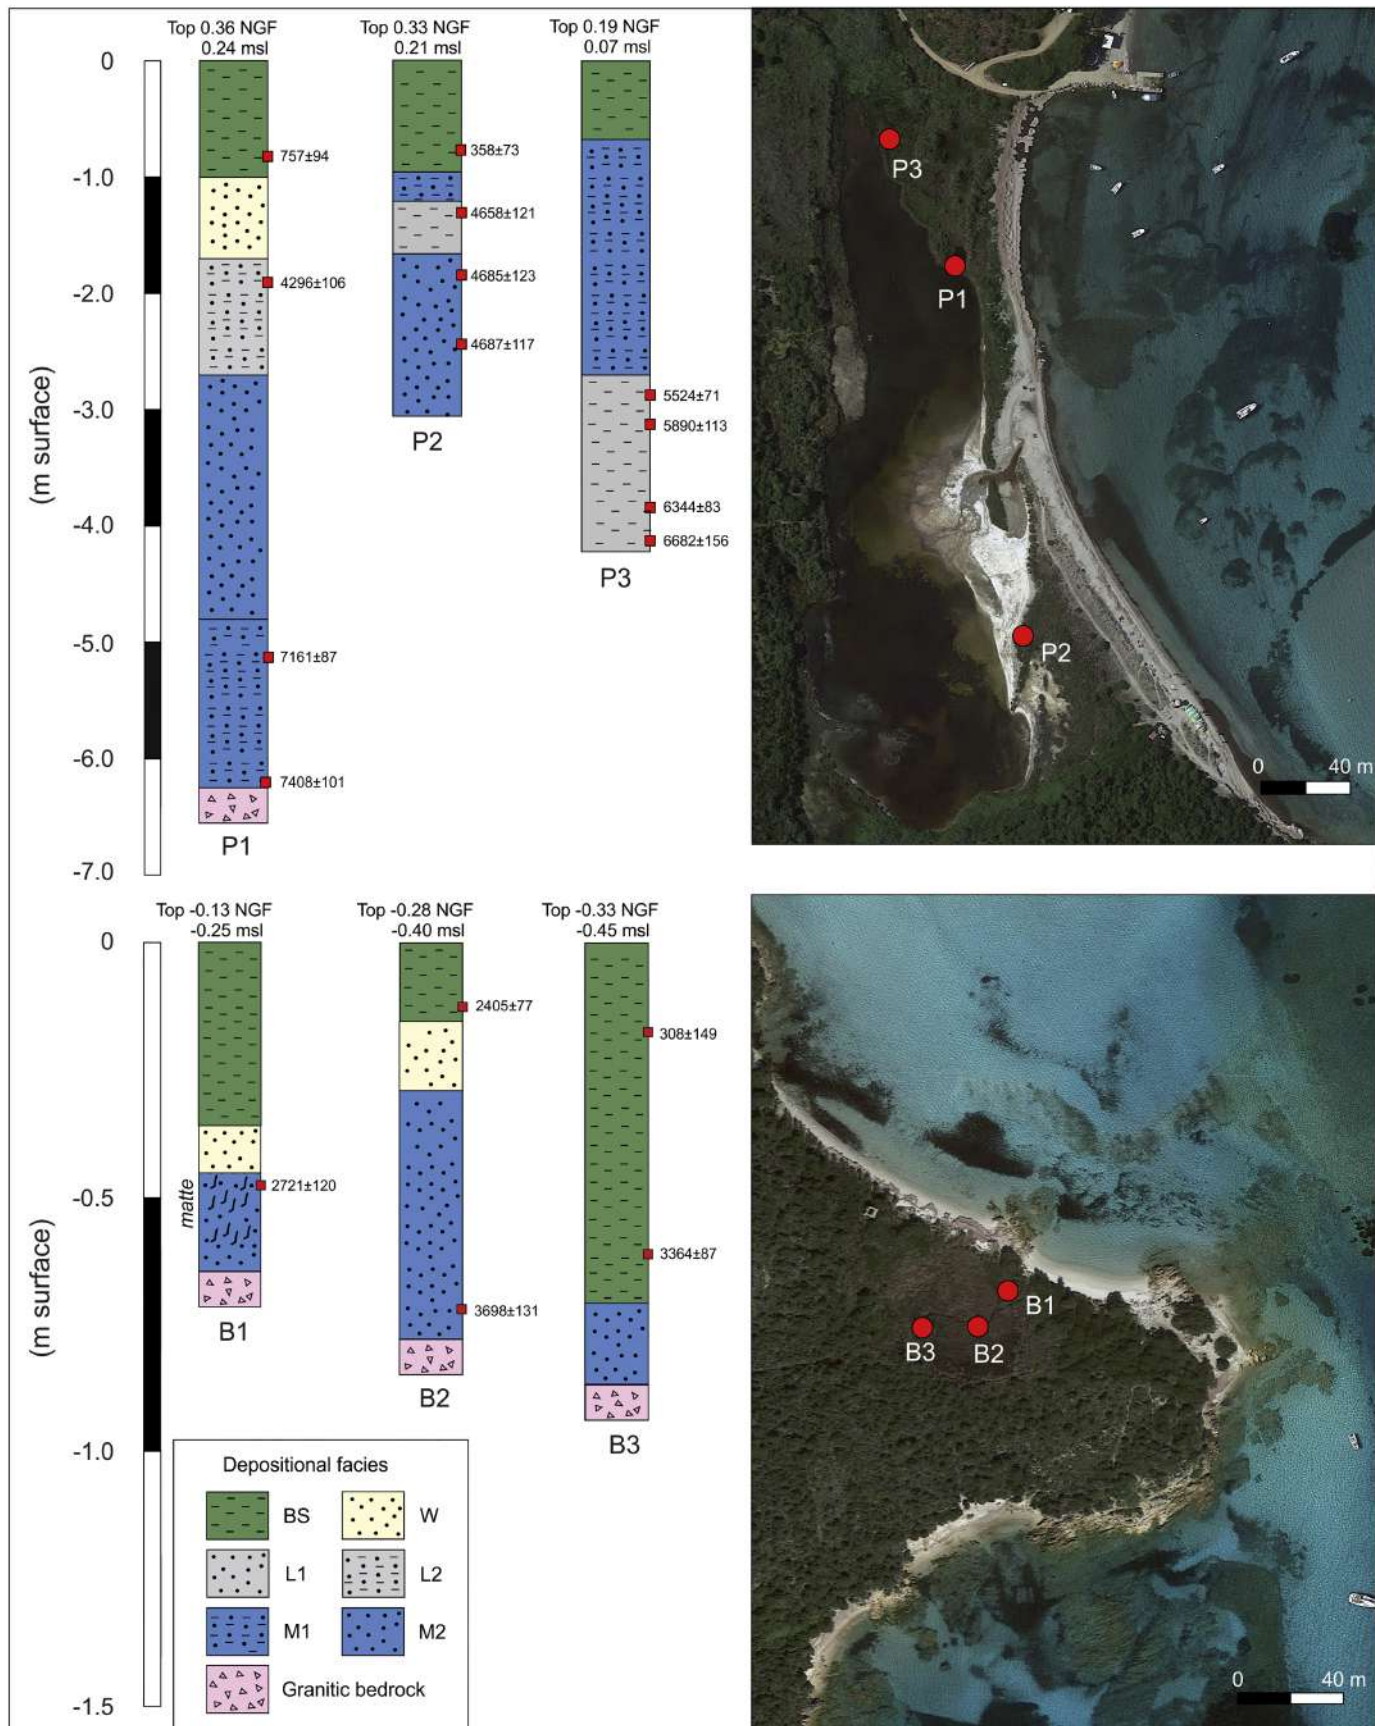 Top 0.36 NGF
0.24 msl
Top 0.33 NGF
0.21 msl
Top 0.19 NGF
0.07 msl
0
-1.0
-2.0
-3.0
-4.0
-5.0
-6.0
-7.0
(m surface)
757±94
4296±106
7161±87
7408±101
P1
358±73
4658±121
4685±123
4687±117
P2
5524±71
5890±113
6344±83
6682±156
P3
P3
P1
P2
0 40 m
Top -0.13 NGF
-0.25 msl
Top -0.28 NGF
-0.40 msl
Top -0.33 NGF
-0.45 msl
0
-0.5
-1.0
-1.5
(m surface)
matte
2721±120
B1
2405±77
3698±131
B2
308±149
3364±87
B3
B1
B3
B2
0 40 m
Depositional facies
BS W
L1 L2
M1 M2
Granitic bedrock